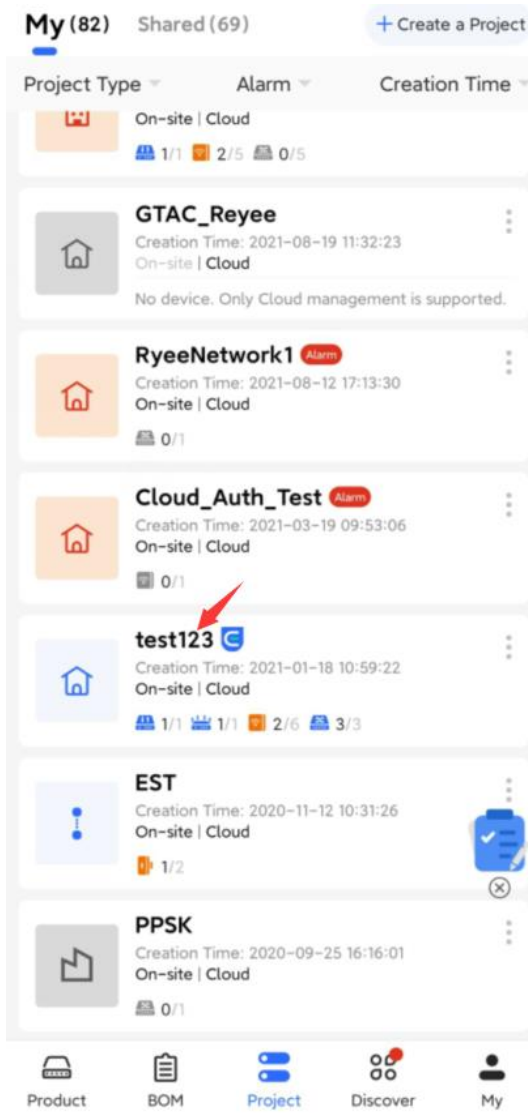 My (82) Shared (69) + Create a Project
Project Type Alarm Creation Time
On-site | Cloud
1/1 2/5 0/5
GTAC_Reyee
Creation Time: 2021-08-19 11:32:23
On-site | Cloud
No device. Only Cloud management is supported.
RyeeNetwork1 Alarm
Creation Time: 2021-08-12 17:13:30
On-site | Cloud
0/1
Cloud_Auth_Test Alarm
Creation Time: 2021-03-19 09:53:06
On-site | Cloud
0/1
test123
Creation Time: 2021-01-18 10:59:22
On-site | Cloud
1/1 1/1 2/6 3/3
EST
Creation Time: 2020-11-12 10:31:26
On-site | Cloud
1/2
PPSK
Creation Time: 2020-09-25 16:16:01
On-site | Cloud
0/1
Product BOM Project Discover My